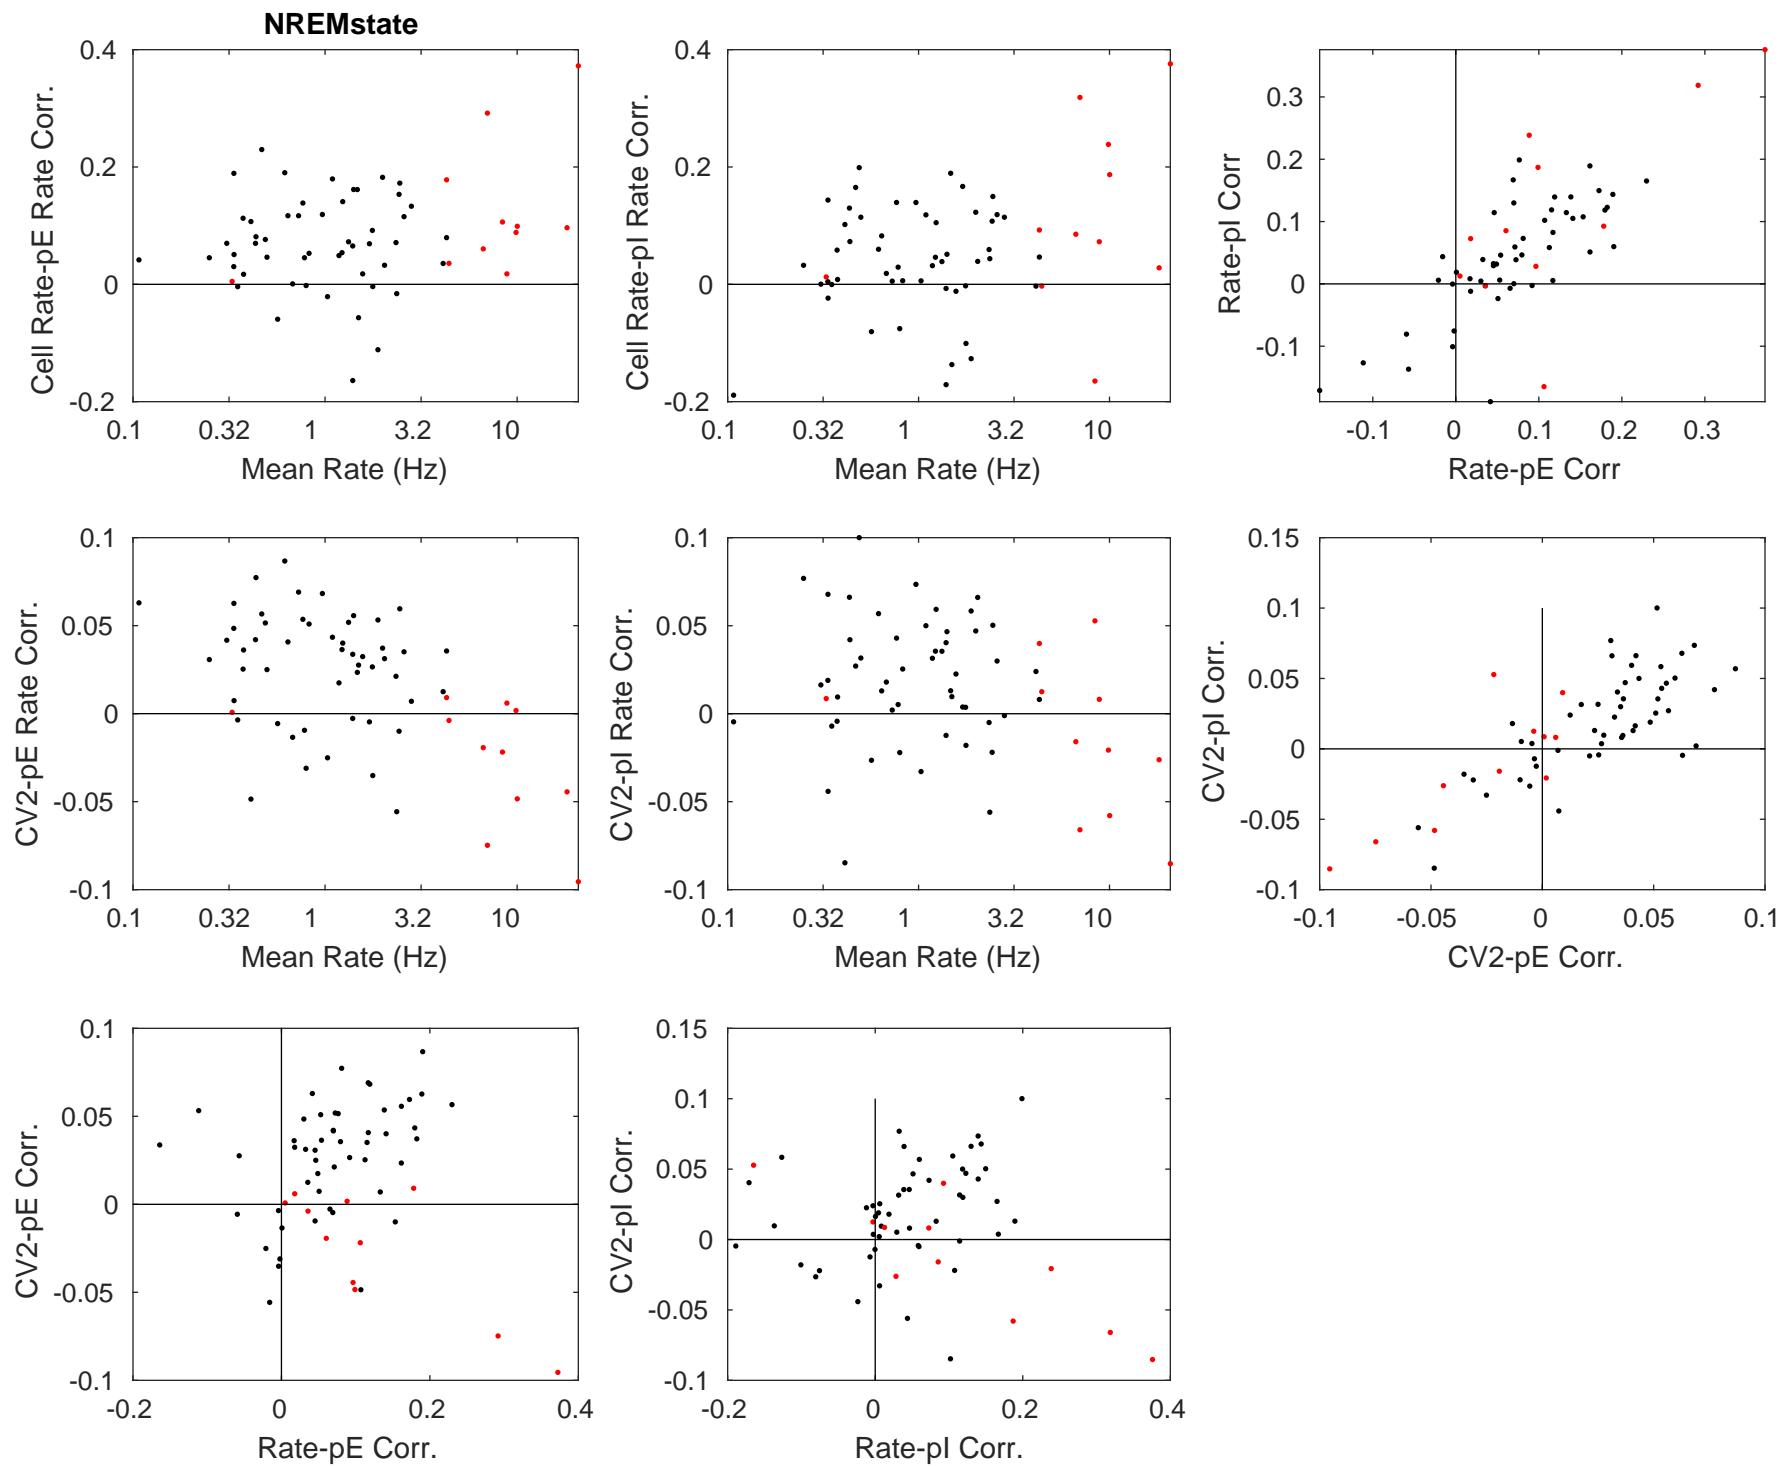 NREMstate
0.4
0.2
0
-0.2
Cell Rate-pE Rate Corr.
0.1 0.32 1 3.2 10
Mean Rate (Hz)
0.4
0.2
0
-0.2
Cell Rate-pI Rate Corr.
0.1 0.32 1 3.2 10
Mean Rate (Hz)
0.3
0.2
0.1
0
-0.1
Rate-pI Corr
-0.1 0 0.1 0.2 0.3
Rate-pE Corr
0.1
0.05
0
-0.05
-0.1
CV2-pE Rate Corr.
0.1 0.32 1 3.2 10
Mean Rate (Hz)
0.1
0.05
0
-0.05
-0.1
CV2-pI Rate Corr.
0.1 0.32 1 3.2 10
Mean Rate (Hz)
0.15
0.1
0.05
0
-0.05
-0.1
CV2-pI Corr.
-0.1 -0.05 0 0.05 0.1
CV2-pE Corr.
0.1
0.05
0
-0.05
-0.1
CV2-pE Corr.
-0.2 0 0.2 0.4
Rate-pE Corr.
0.15
0.1
0.05
0
-0.05
-0.1
CV2-pI Corr.
-0.2 0 0.2 0.4
Rate-pI Corr.